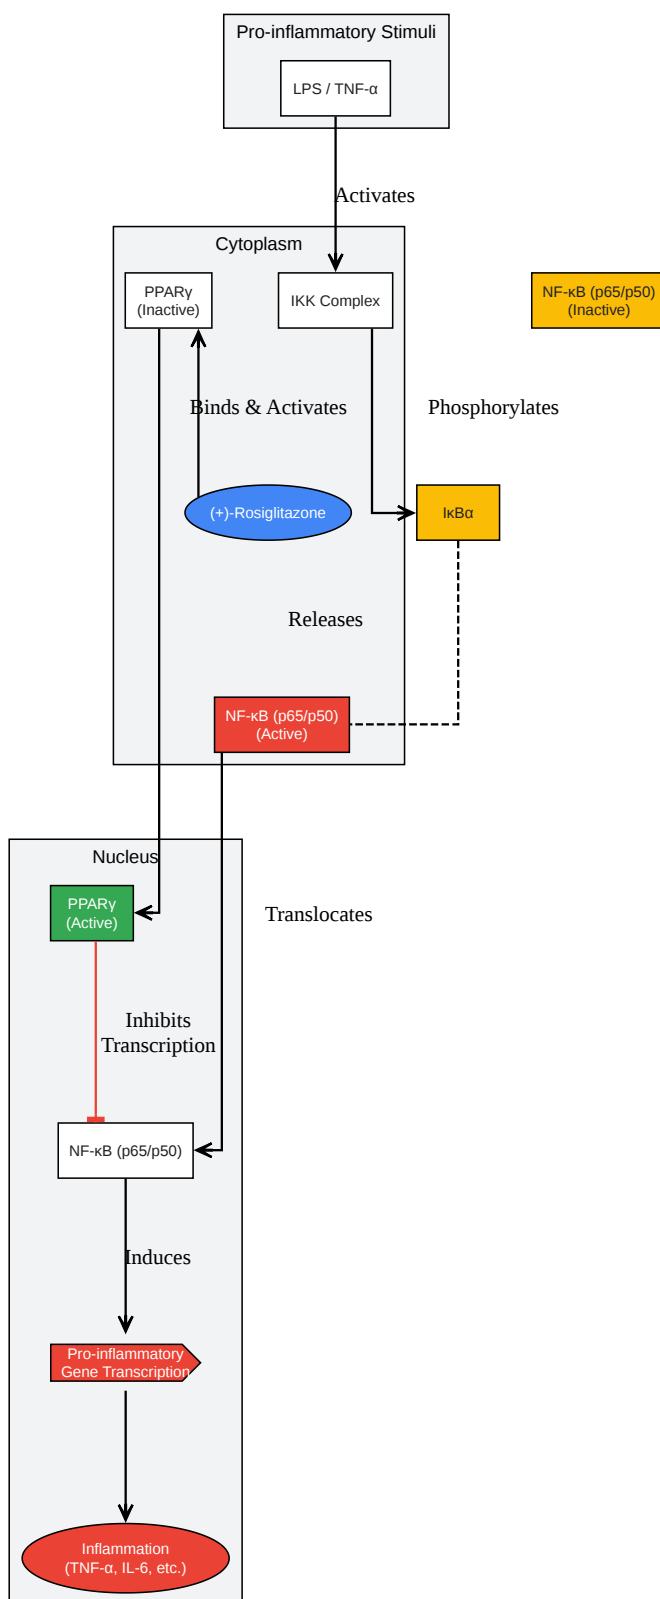 Pro-inflammatory Stimuli
LPS / TNF-α
Activates
Cytoplasm
PPARγ
(Inactive)
IKK Complex
NF-κB (p65/p50)
(Inactive)
Binds & Activates
Phosphorylates
(+)-Rosiglitazone
IκBα
Releases
NF-κB (p65/p50)
(Active)
Nucleus
PPARγ
(Active)
Translocates
Inhibits
Transcription
NF-κB (p65/p50)
Induces
Pro-inflammatory
Gene Transcription
Inflammation
(TNF-α, IL-6, etc.)